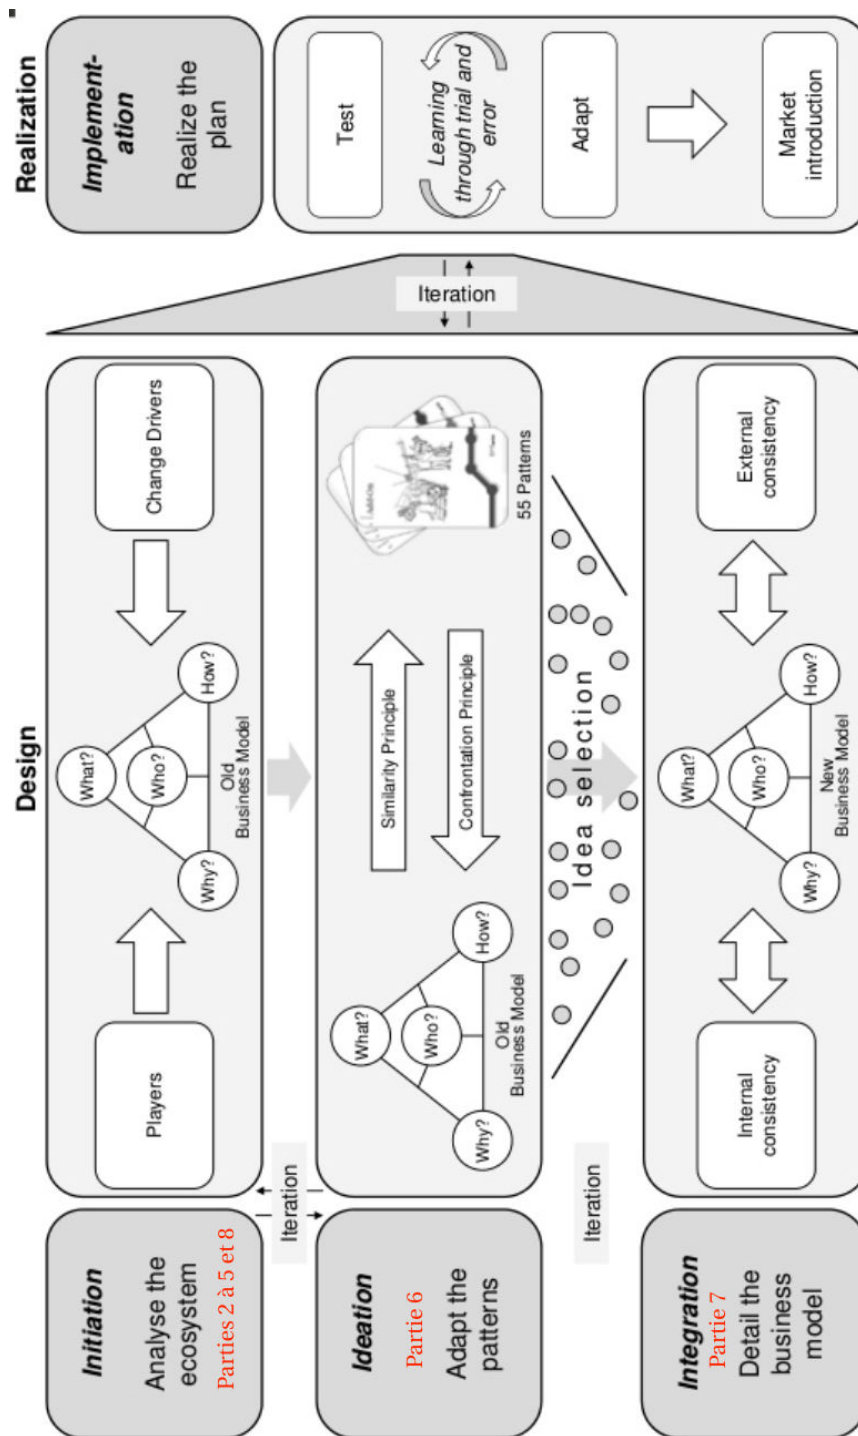 Design
Initiation
Analyse the
ecosystem
Parties 2 à 5 et 8
Players
What?
Who?
Why?
How?
Old
Business Model
Change Drivers
Iteration
Ideation
Partie 6
Adapt the
patterns
What?
Who?
Why?
How?
Old
Business Model
Similarity Principle
Confrontation Principle
55 Patterns
Idea selection
Iteration
Integration
Partie 7
Detail the
business
model
Internal
consistency
What?
Who?
Why?
How?
New
Business Model
External
consistency
Iteration
Realization
Implement-
ation
Realize the
plan
Test
Learning
through trial and
error
Adapt
Market
introduction